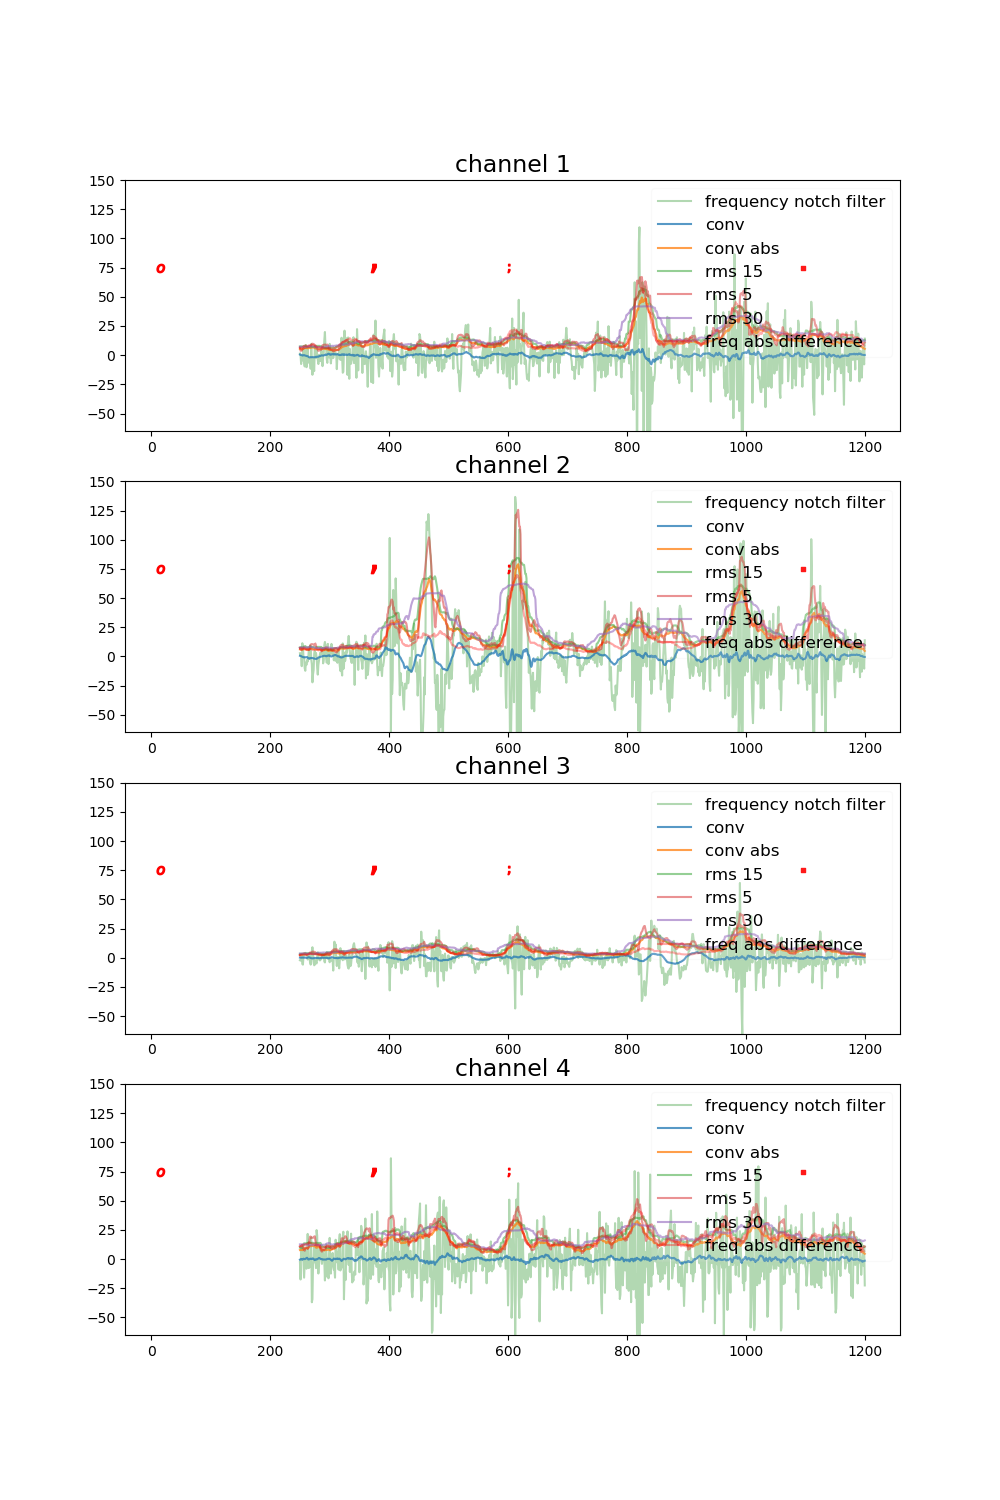 channel 1
150
125
100
75
50
25
0
−25
−50
o , ; .
frequency notch filter
conv
conv abs
rms 15
rms 5
rms 30
freq abs difference
0 200 400 600 800 1000 1200
channel 2
150
125
100
75
50
25
0
−25
−50
o , ; .
frequency notch filter
conv
conv abs
rms 15
rms 5
rms 30
freq abs difference
0 200 400 600 800 1000 1200
channel 3
150
125
100
75
50
25
0
−25
−50
o , ; .
frequency notch filter
conv
conv abs
rms 15
rms 5
rms 30
freq abs difference
0 200 400 600 800 1000 1200
channel 4
150
125
100
75
50
25
0
−25
−50
o , ; .
frequency notch filter
conv
conv abs
rms 15
rms 5
rms 30
freq abs difference
0 200 400 600 800 1000 1200